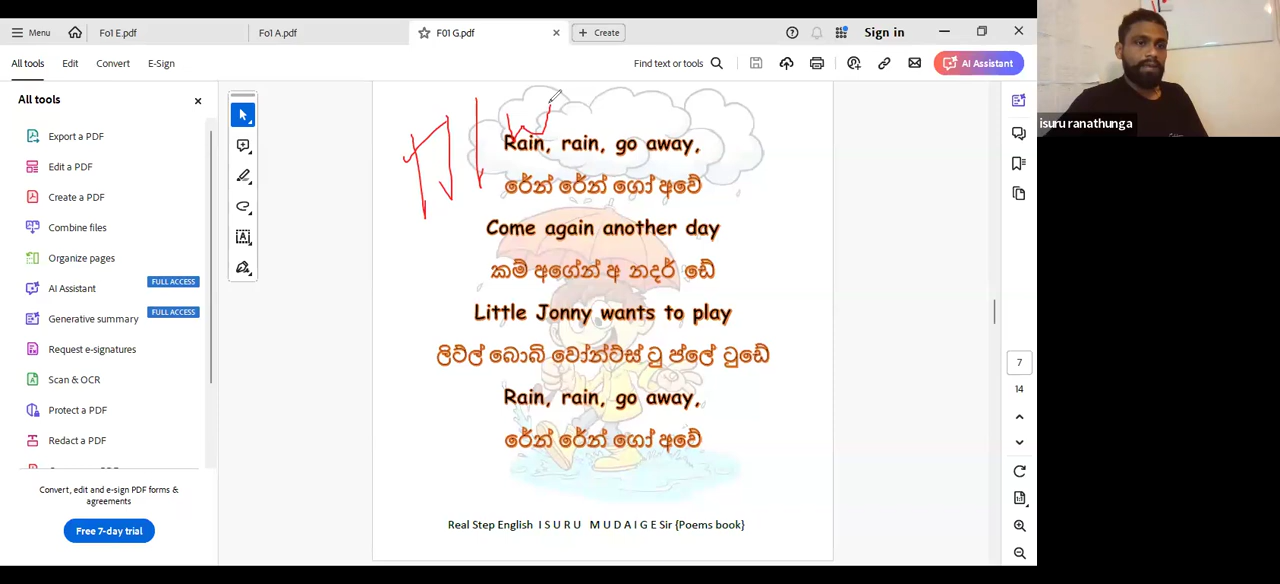 Menu
Fo1 E.pdf
Fo1 A.pdf
F01 G.pdf
Create
Sign in
All tools
Edit
Convert
E-Sign
Find text or tools
AI Assistant
isuru ranathunga
All tools
Export a PDF
Edit a PDF
Create a PDF
Combine files
Organize pages
AI Assistant
FULL ACCESS
Generative summary
FULL ACCESS
Request e-signatures
Scan & OCR
Protect a PDF
Redact a PDF
Convert, edit and e-sign PDF forms &
agreements
Free 7-day trial
Rain, rain, go away,
රේන් රේන් ගෝ අවේ
Come again another day
කම් අගේන් අ නදර් ඩේ
Little Jonny wants to play
ලිට්ල් බොබි වෝන්ට්ස් ටු ප්ලේ ටුඩේ
Rain, rain, go away,
රේන් රේන් ගෝ අවේ
Real Step English I S U R U M U D A I G E Sir {Poems book}
7
14